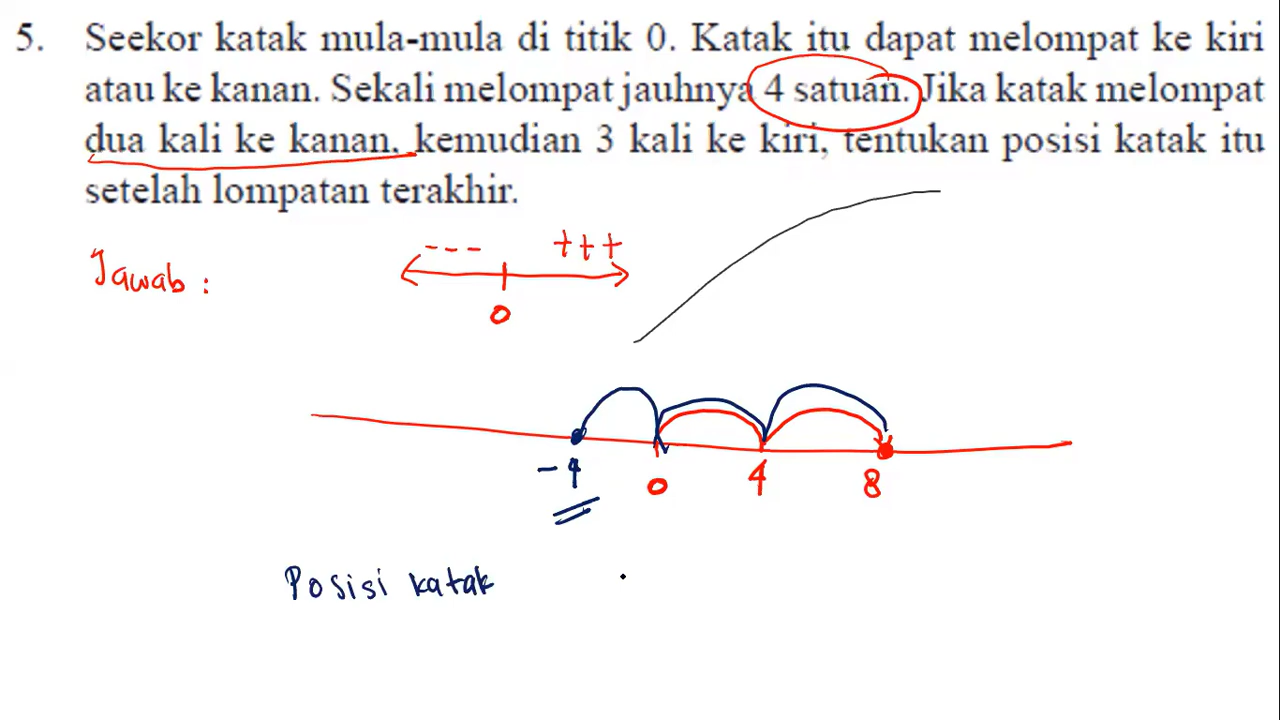 5. Seekor katak mula-mula di titik 0. Katak itu dapat melompat ke kiri
atau ke kanan. Sekali melompat jauhnya 4 satuan. Jika katak melompat
dua kali ke kanan, kemudian 3 kali ke kiri, tentukan posisi katak itu
setelah lompatan terakhir.
Jawab :
--- +++
0
-4 0 4 8
Posisi katak